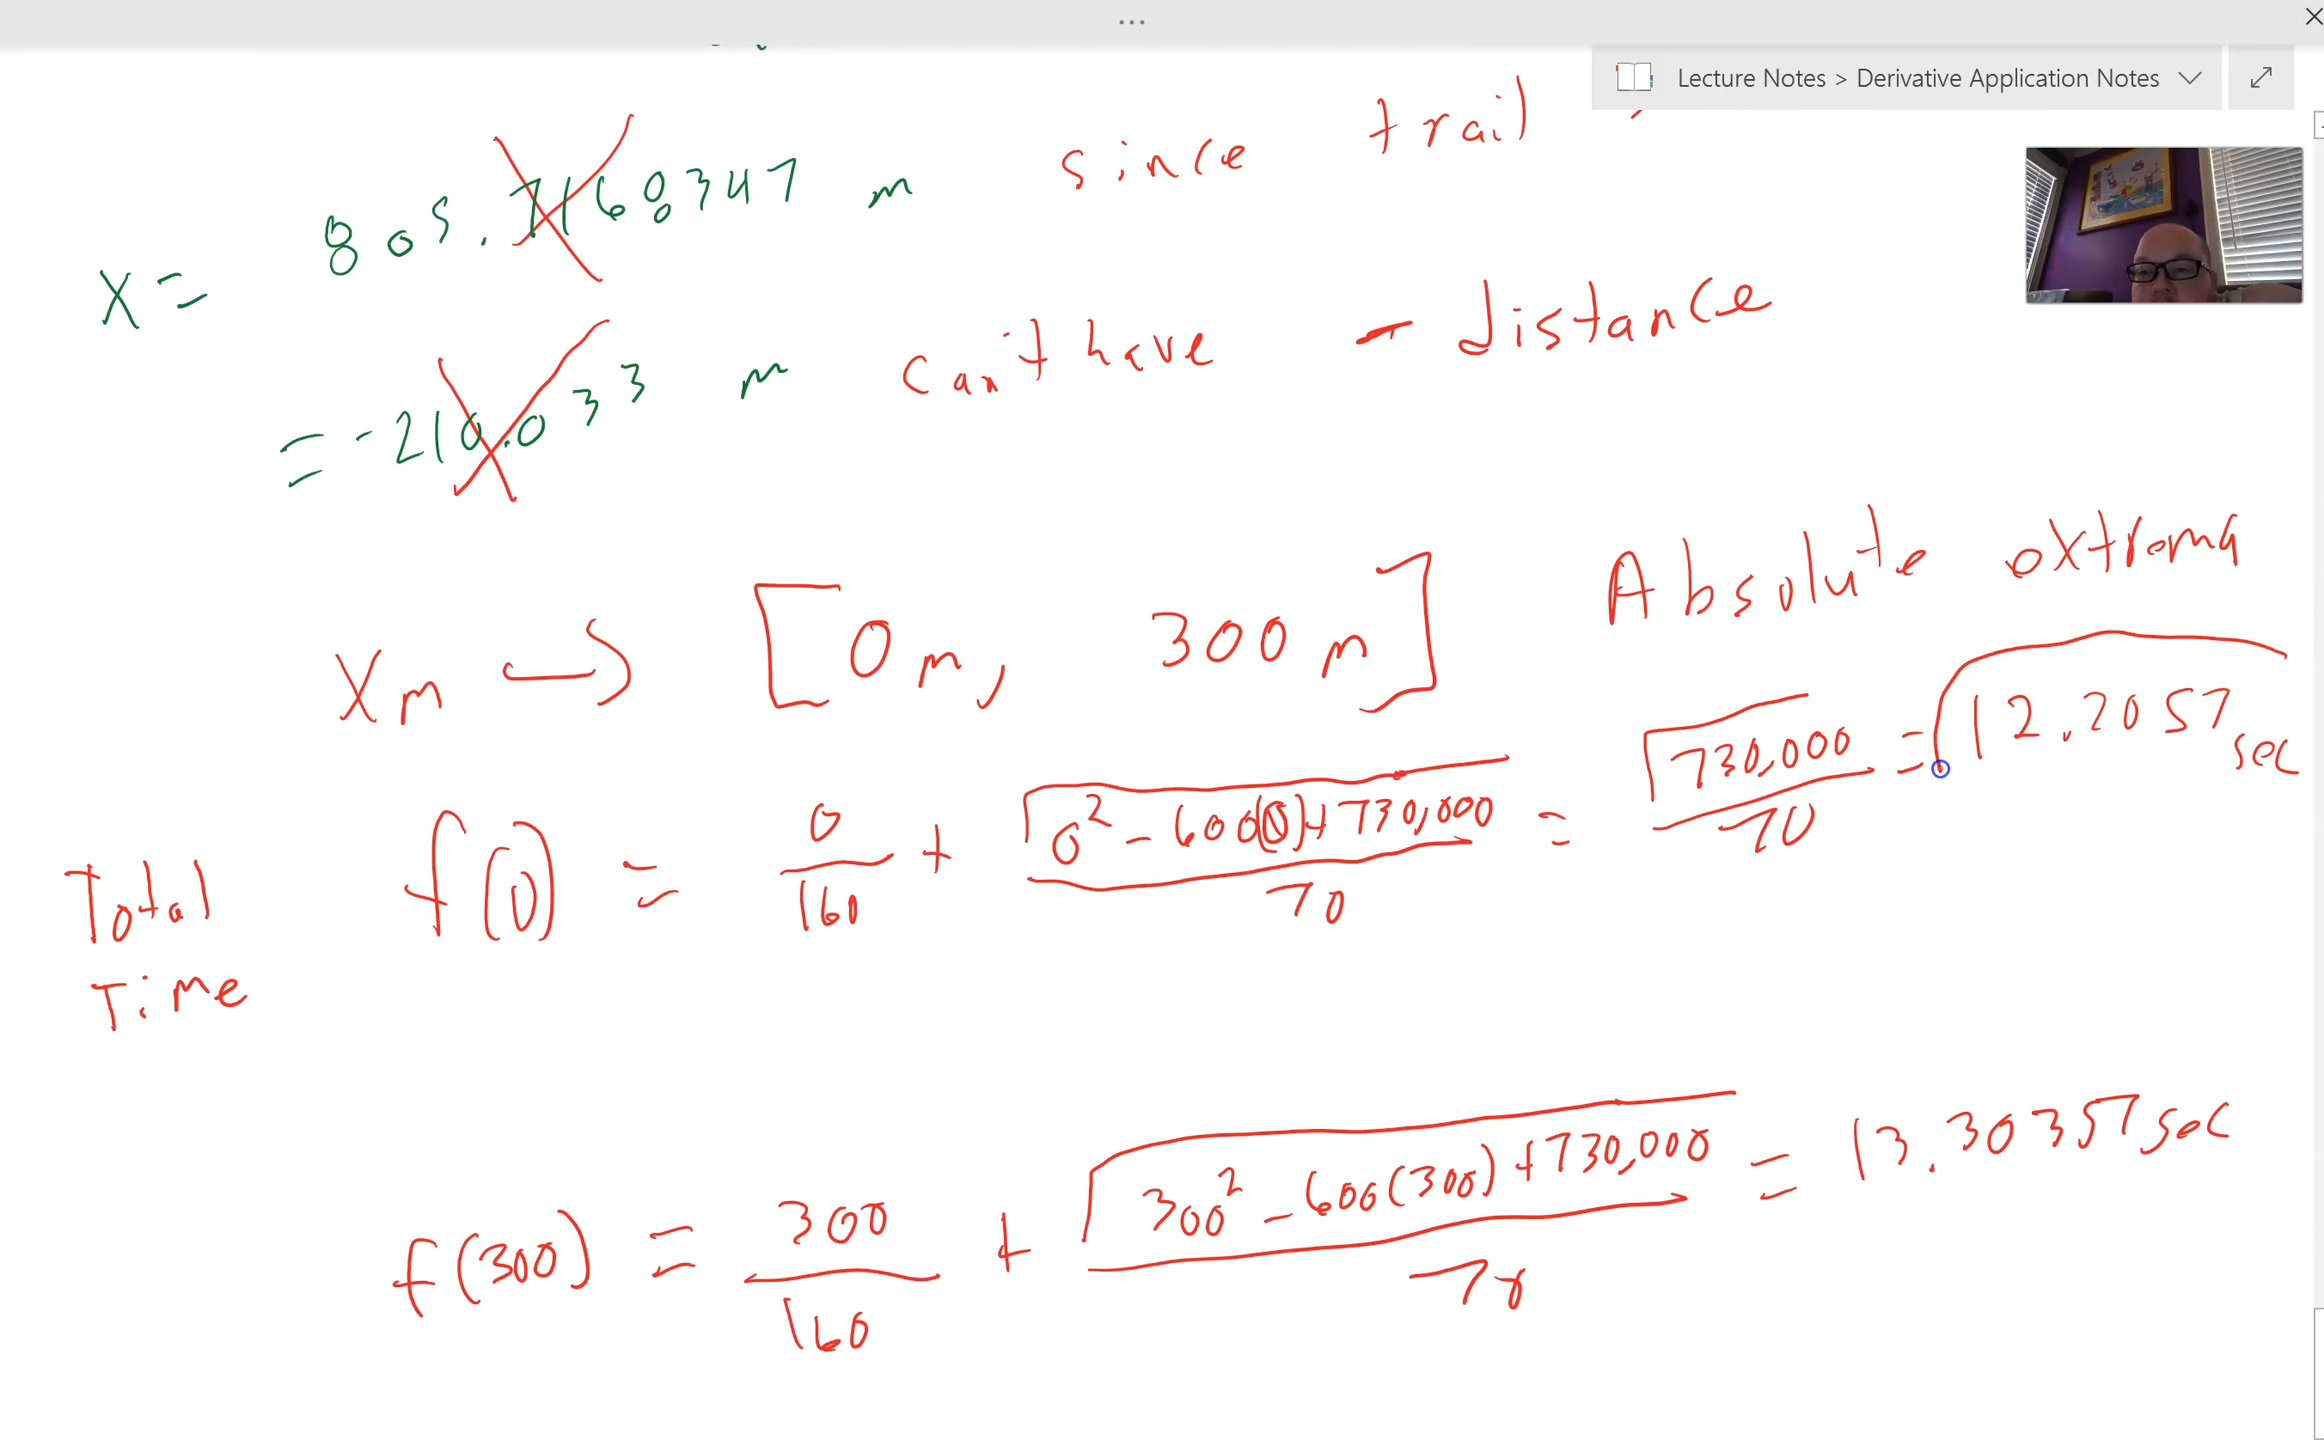 Lecture Notes > Derivative Application Notes
X = 805.7160347 m since trail
= -210.033 m can't have - distance
Xm → [0m, 300m] Absolute extrema
Total Time
f(0) = 0/160 + √(0² - 600(0) + 730,000)/70 = √730,000/70 = 12.2057 sec
f(300) = 300/160 + √(300² - 600(300) + 730,000)/70 = 13.30357 sec